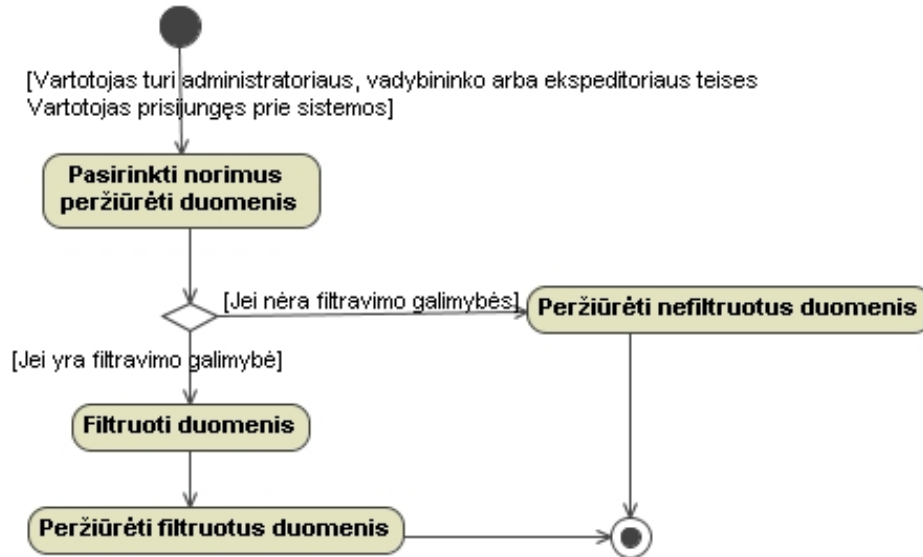 [Vartotojas turi administratoriaus, vadybininko arba ekspeditoriaus teises
Vartotojas prisijungęs prie sistemos]
Pasirinkti norimus
peržiūrėti duomenis
[Jei nėra filtravimo galimybės]
Peržiūrėti nefiltruotus duomenis
[Jei yra filtravimo galimybė]
Filtruoti duomenis
Peržiūrėti filtruotus duomenis